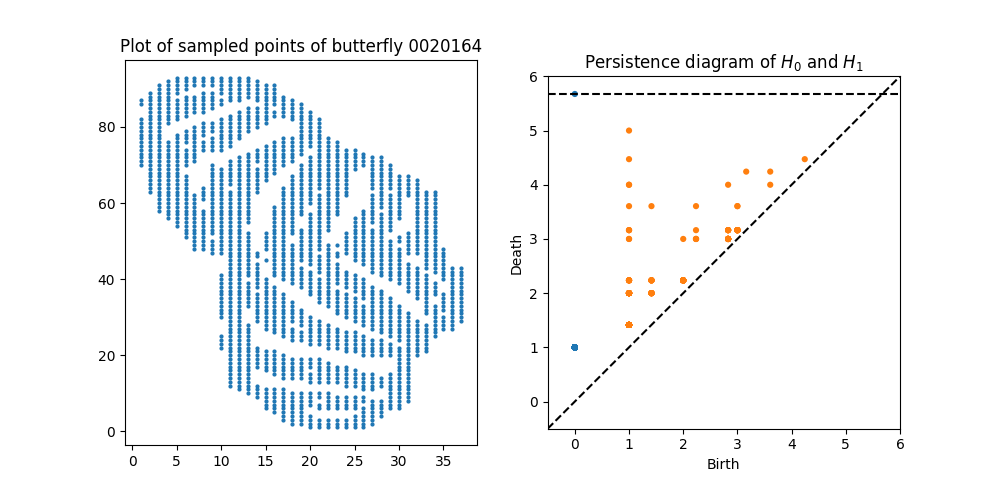 Plot of sampled points of butterfly 0020164
80
60
40
20
0
0 5 10 15 20 25 30 35
Persistence diagram of $H_0$ and $H_1$
6
5
4
3
2
1
0
Death
0 1 2 3 4 5 6
Birth